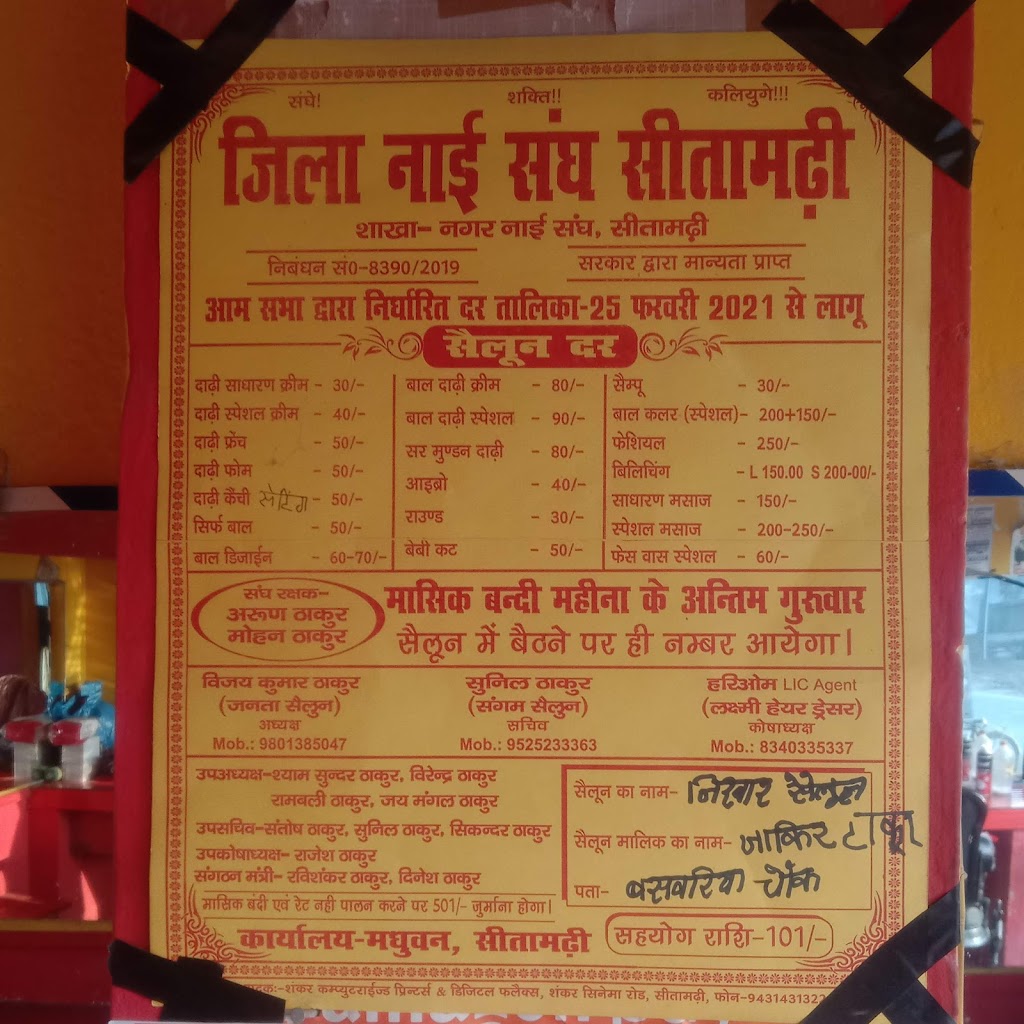 संघे! शक्ति!! कलियुगे!!!
जिला नाई संघ सीतामढ़ी
शाखा- नगर नाई संघ, सीतामढ़ी
निबंधन सं0-8390/2019 सरकार द्वारा मान्यता प्राप्त
आम सभा द्वारा निर्धारित दर तालिका-25 फरवरी 2021 से लागू
सैलून दर
दाढ़ी साधारण क्रीम - 30/-
दाढ़ी स्पेशल क्रीम - 40/-
दाढ़ी फ्रेंच - 50/-
दाढ़ी फोम - 50/-
दाढ़ी कैंची सेटिंग - 50/-
सिर्फ बाल - 50/-
बाल डिजाईन - 60-70/-
बाल दाढ़ी क्रीम - 80/-
बाल दाढ़ी स्पेशल - 90/-
सर मुण्डन दाढ़ी - 80/-
आइब्रो - 40/-
राउण्ड - 30/-
बेबी कट - 50/-
सैम्पू - 30/-
बाल कलर (स्पेशल)- 200+150/-
फेशियल - 250/-
बिलिचिंग - L 150.00 S 200-00/-
साधारण मसाज - 150/-
स्पेशल मसाज - 200-250/-
फेस वास स्पेशल - 60/-
संघ रक्षक-
अरूण ठाकुर
मोहन ठाकुर
मासिक बन्दी महीना के अन्तिम गुरूवार
सैलून में बैठने पर ही नम्बर आयेगा।
विजय कुमार ठाकुर
(जनता सैलुन)
अध्यक्ष
Mob.: 9801385047
सुनिल ठाकुर
(संगम सैलुन)
सचिव
Mob.: 9525233363
हरिओम LIC Agent
(लक्ष्मी हेयर ड्रेसर)
कोषाध्यक्ष
Mob.: 8340335337
उपअध्यक्ष-श्याम सुन्दर ठाकुर, विरेन्द्र ठाकुर
रामबली ठाकुर, जय मंगल ठाकुर
उपसचिव-संतोष ठाकुर, सुनिल ठाकुर, सिकन्दर ठाकुर
उपकोषाध्यक्ष- राजेश ठाकुर
संगठन मंत्री- रविशंकर ठाकुर, दिनेश ठाकुर
मासिक बंदी एवं रेट नही पालन करने पर 501/- जुर्माना होगा।
सैलून का नाम- निखार सैलून
सैलून मालिक का नाम- जाकिर ठाकुर
पता- बसवरिया चौक
कार्यालय-मधुवन, सीतामढ़ी
सहयोग राशि-101/-
शंकर कम्प्युटराईज्ड प्रिन्टर्स & डिजिटल फलैक्स, शंकर सिनेमा रोड, सीतामढ़ी, फोन-9431431322